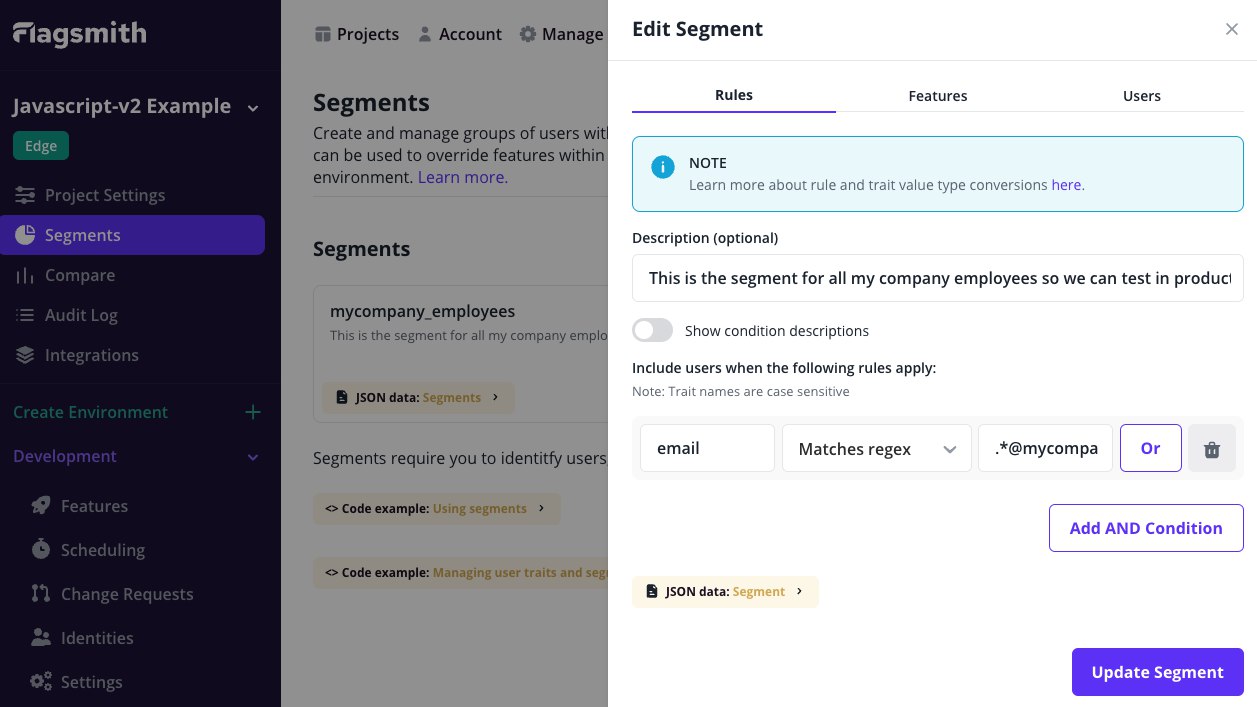 Flagsmith
Javascript-v2 Example
Edge
Project Settings
Segments
Compare
Audit Log
Integrations
Create Environment
Development
Features
Scheduling
Change Requests
Identities
Settings
Projects Account Manage
Segments
Create and manage groups of users with
can be used to override features within
environment. Learn more.
Segments
mycompany_employees
This is the segment for all my company emplo
JSON data: Segments
Segments require you to identitfy users,
<> Code example: Using segments
<> Code example: Managing user traits and seg
Edit Segment
Rules Features Users
NOTE
Learn more about rule and trait value type conversions here.
Description (optional)
This is the segment for all my company employees so we can test in product
Show condition descriptions
Include users when the following rules apply:
Note: Trait names are case sensitive
email Matches regex .*@mycompa Or
Add AND Condition
JSON data: Segment
Update Segment